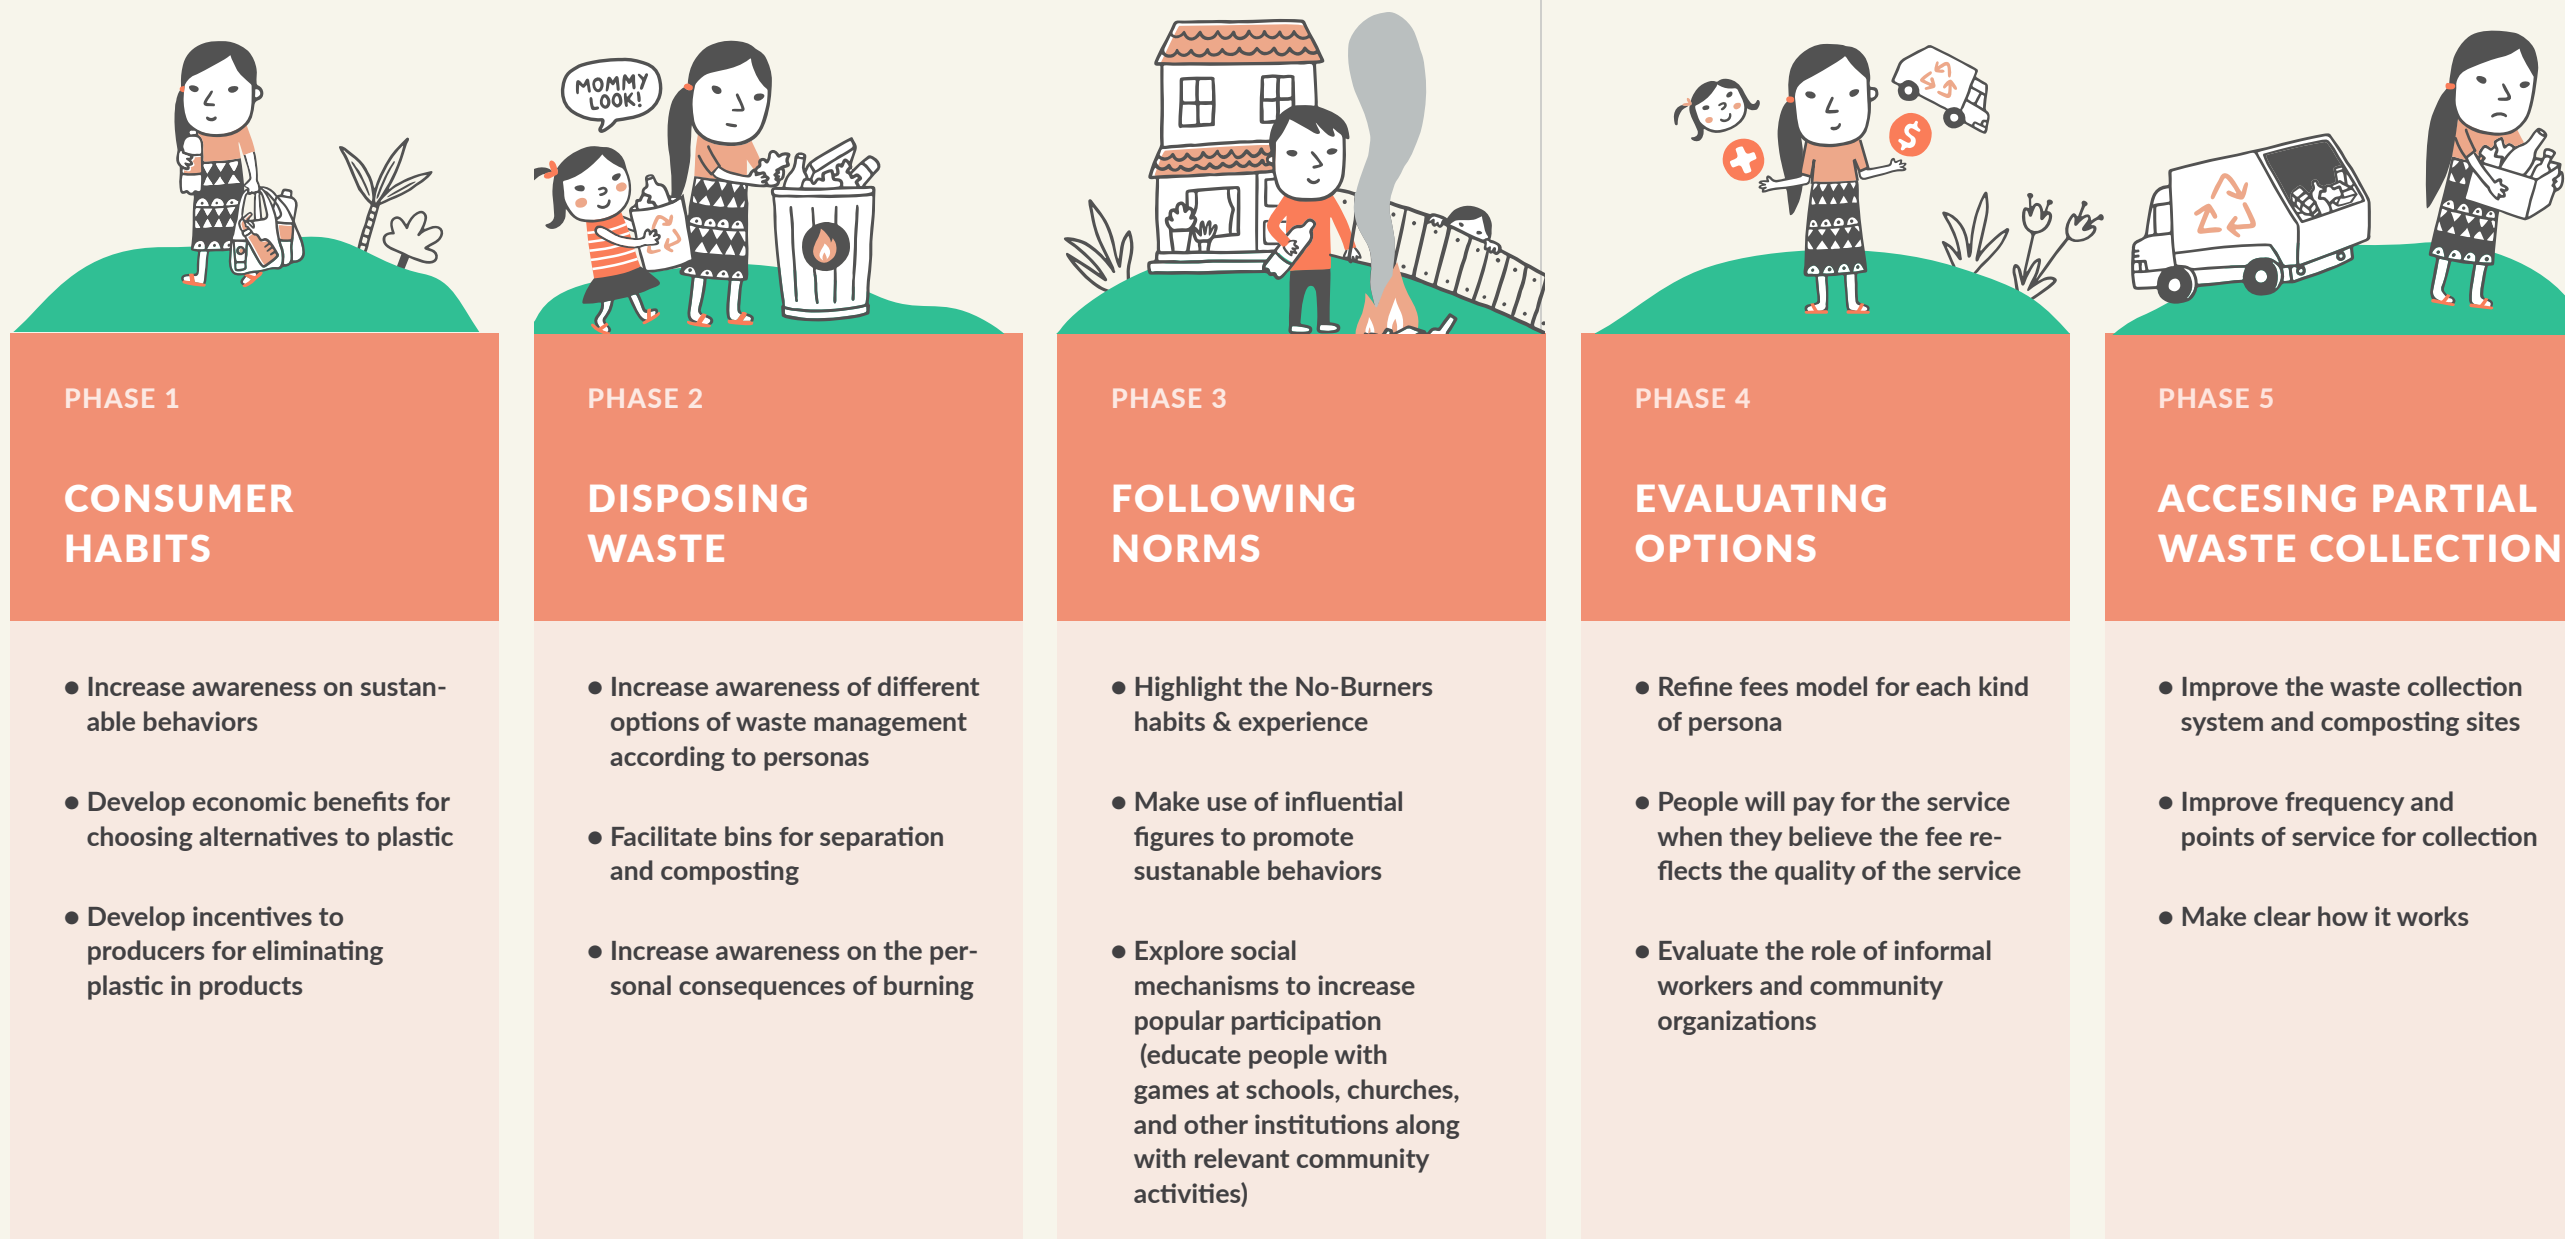 MOMMY
LOOK!
PHASE 1
CONSUMER
HABITS
● Increase awareness on sustan-
able behaviors
● Develop economic benefits for
choosing alternatives to plastic
● Develop incentives to
producers for eliminating
plastic in products
PHASE 2
DISPOSING
WASTE
● Increase awareness of different
options of waste management
according to personas
● Facilitate bins for separation
and composting
● Increase awareness on the per-
sonal consequences of burning
PHASE 3
FOLLOWING
NORMS
● Highlight the No-Burners
habits & experience
● Make use of influential
figures to promote
sustanable behaviors
● Explore social
mechanisms to increase
popular participation
(educate people with
games at schools, churches,
and other institutions along
with relevant community
activities)
$
PHASE 4
EVALUATING
OPTIONS
● Refine fees model for each kind
of persona
● People will pay for the service
when they believe the fee re-
flects the quality of the service
● Evaluate the role of informal
workers and community
organizations
PHASE 5
ACCESING PARTIAL
WASTE COLLECTION
● Improve the waste collection
system and composting sites
● Improve frequency and
points of service for collection
● Make clear how it works